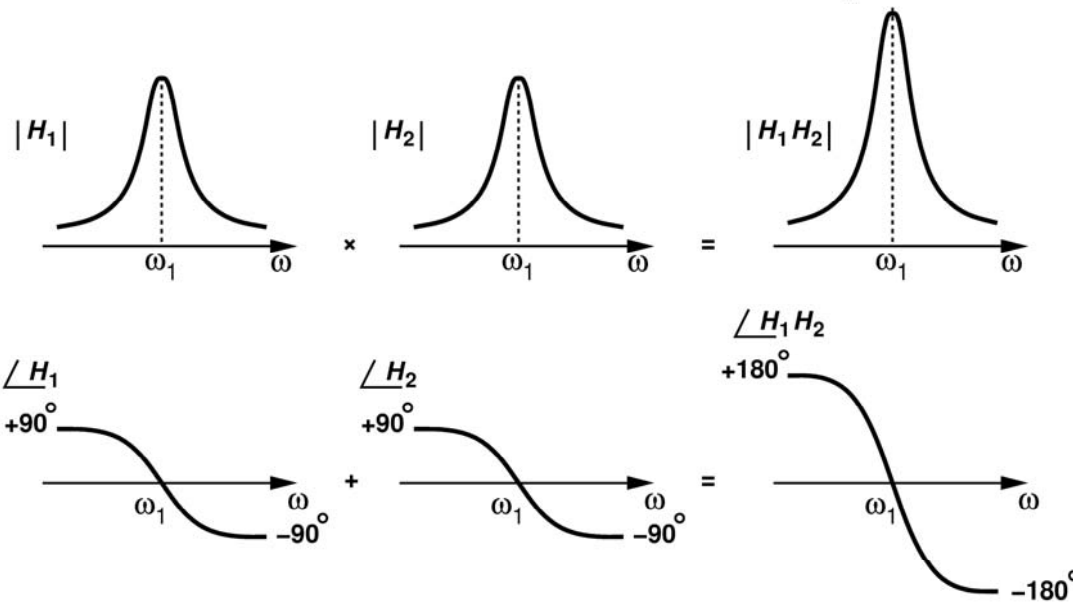 |H₁| |H₂| |H₁H₂|
ω₁ ω × ω₁ ω = ω₁ ω
∠H₁ ∠H₂ ∠H₁H₂
+90° +90° +180°
ω₁ ω + ω₁ ω = ω₁ ω
−90° −90° −180°